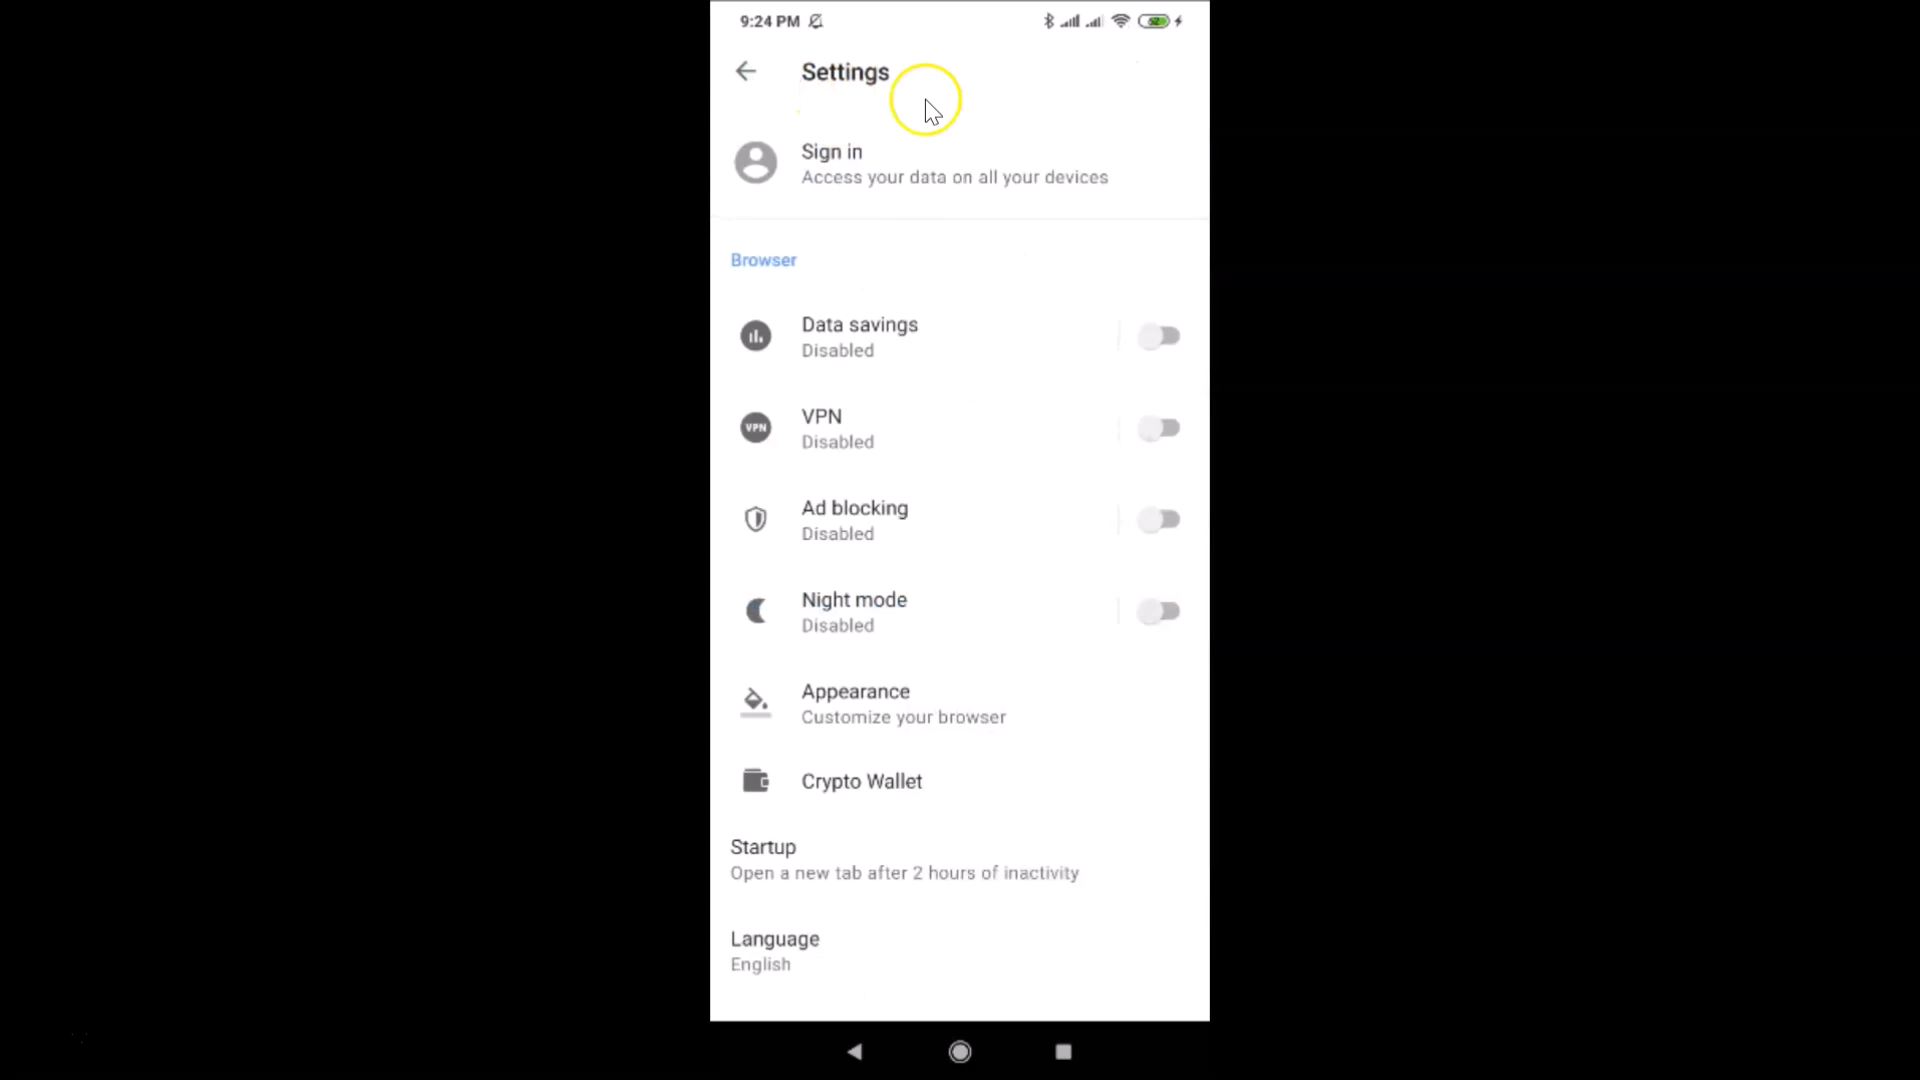 9:24 PM
52
Settings
Sign in
Access your data on all your devices
Browser
Data savings
Disabled
VPN
VPN
Disabled
Ad blocking
Disabled
Night mode
Disabled
Appearance
Customize your browser
Crypto Wallet
Startup
Open a new tab after 2 hours of inactivity
Language
English